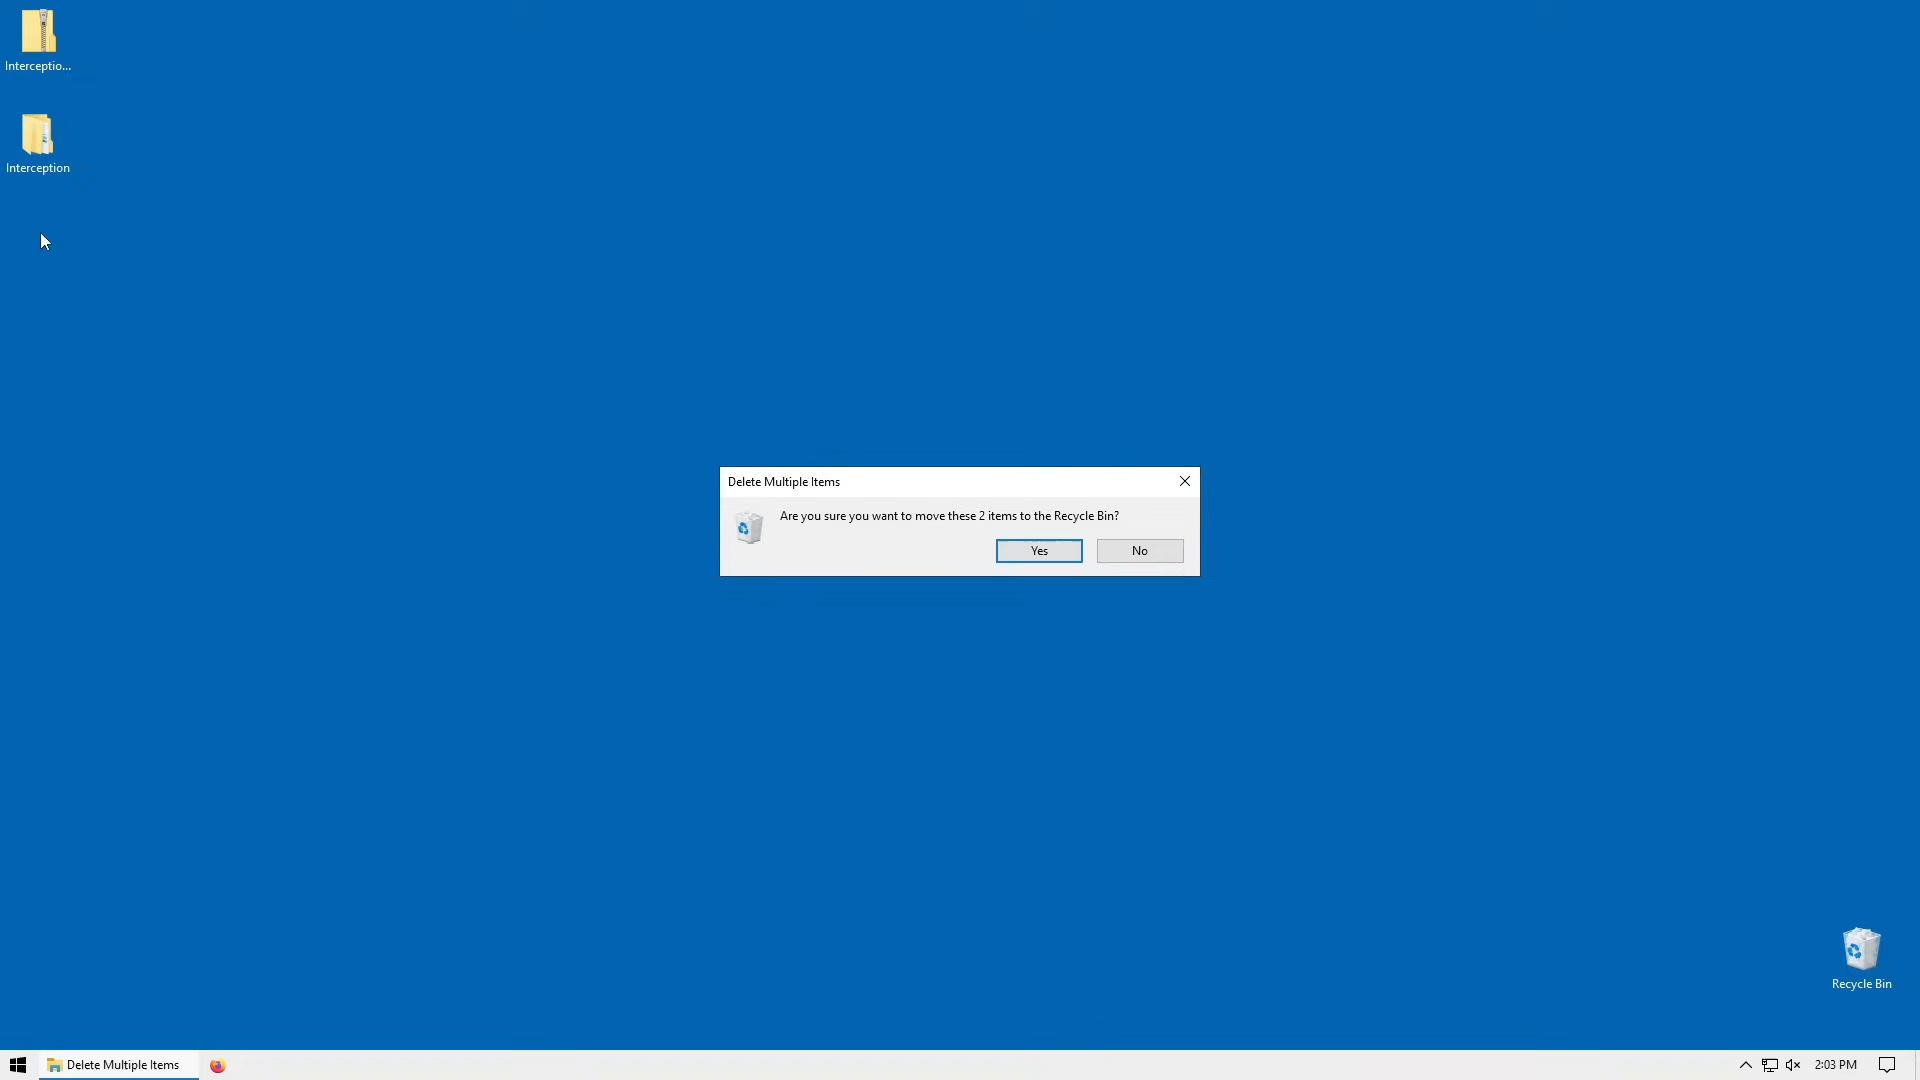 Interceptio...
Interception
Delete Multiple Items
Are you sure you want to move these 2 items to the Recycle Bin?
Yes
No
Recycle Bin
Delete Multiple Items
2:03 PM